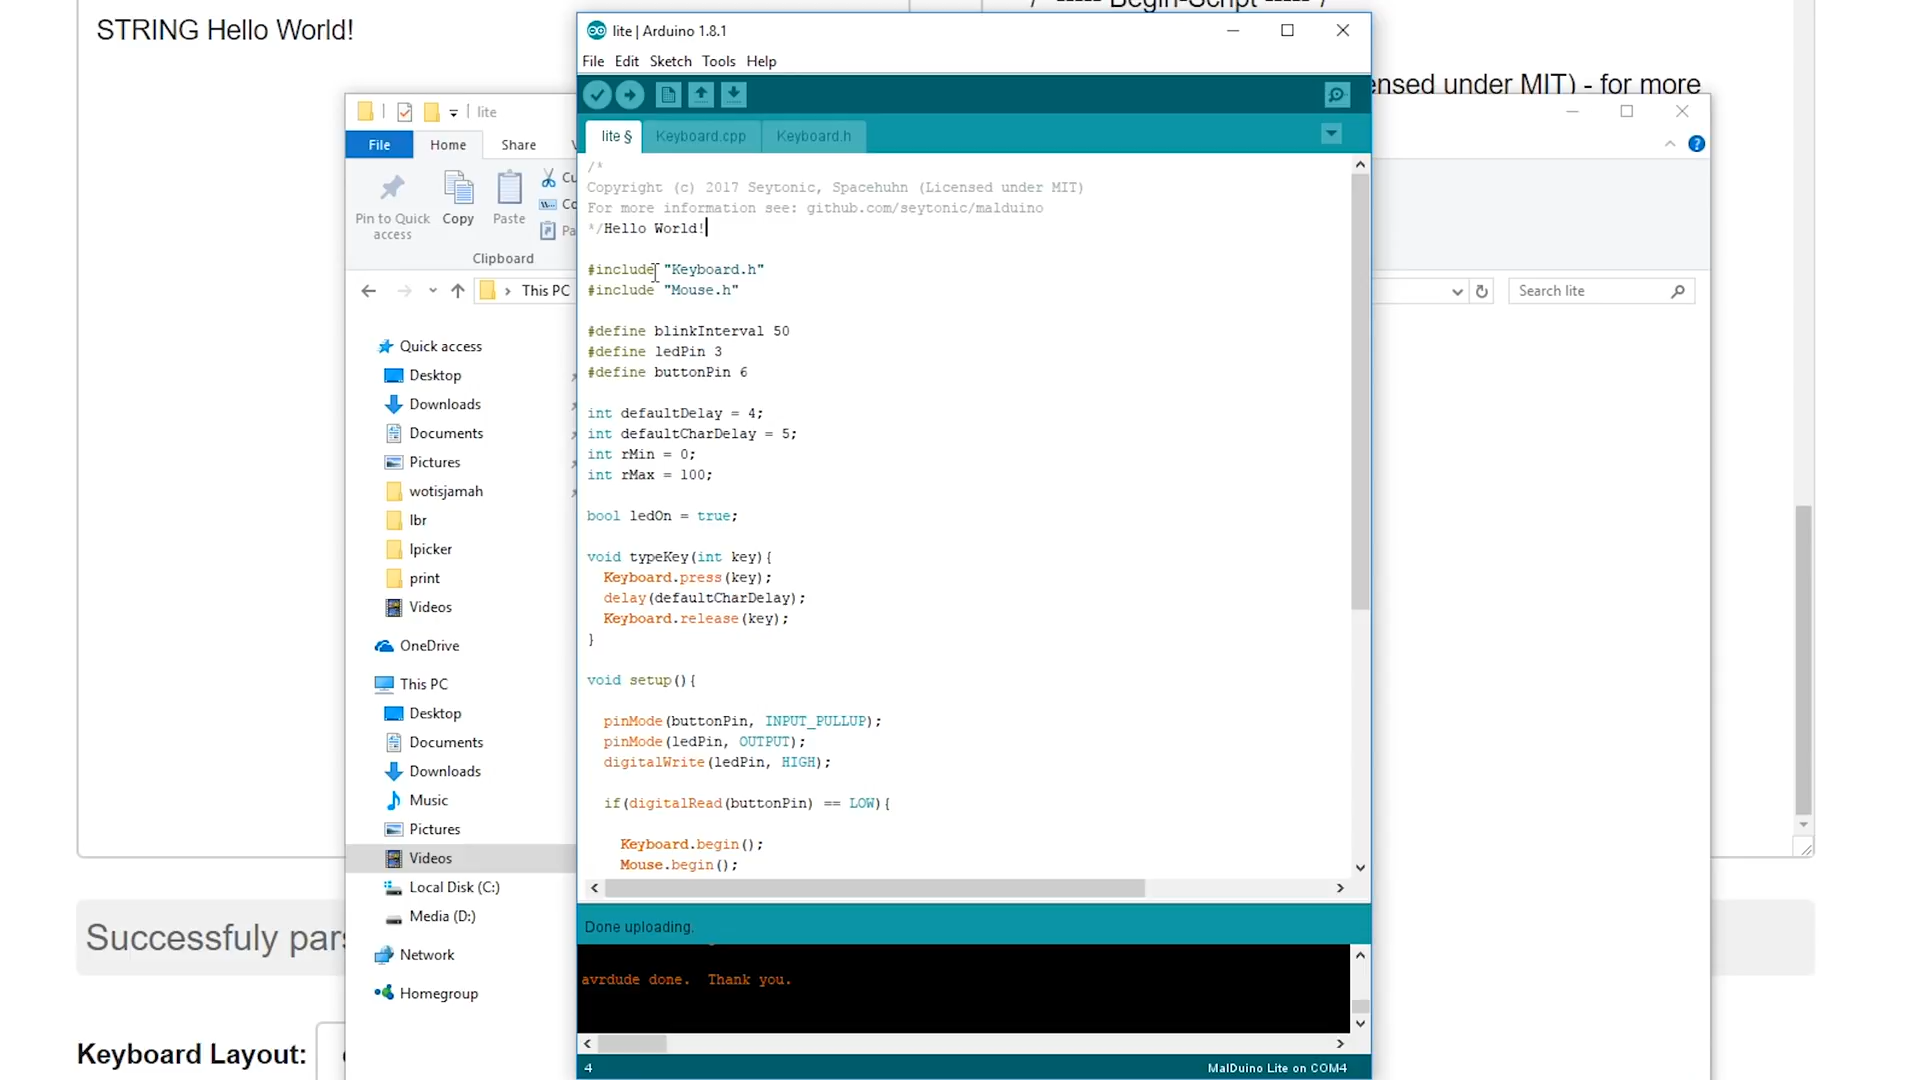 STRING Hello World!
/* ----- Begin-Script ----- */
ensed under MIT) - for more
lite | Arduino 1.8.1
File Edit Sketch Tools Help
lite § Keyboard.cpp Keyboard.h
/*
Copyright (c) 2017 Seytonic, Spacehuhn (Licensed under MIT)
For more information see: github.com/seytonic/malduino
*/Hello World!
#include "Keyboard.h"
#include "Mouse.h"
#define blinkInterval 50
#define ledPin 3
#define buttonPin 6
int defaultDelay = 4;
int defaultCharDelay = 5;
int rMin = 0;
int rMax = 100;
bool ledOn = true;
void typeKey(int key){
Keyboard.press(key);
delay(defaultCharDelay);
Keyboard.release(key);
}
void setup(){
pinMode(buttonPin, INPUT_PULLUP);
pinMode(ledPin, OUTPUT);
digitalWrite(ledPin, HIGH);
if(digitalRead(buttonPin) == LOW){
Keyboard.begin();
Mouse.begin();
Done uploading.
avrdude done.  Thank you.
4
MalDuino Lite on COM4
lite
File Home Share
Pin to Quick access
Copy
Paste
Cu
Co
Pa
Clipboard
This PC
Search lite
Quick access
Desktop
Downloads
Documents
Pictures
wotisjamah
lbr
lpicker
print
Videos
OneDrive
This PC
Desktop
Documents
Downloads
Music
Pictures
Videos
Local Disk (C:)
Media (D:)
Network
Homegroup
Successfuly pars
Keyboard Layout: